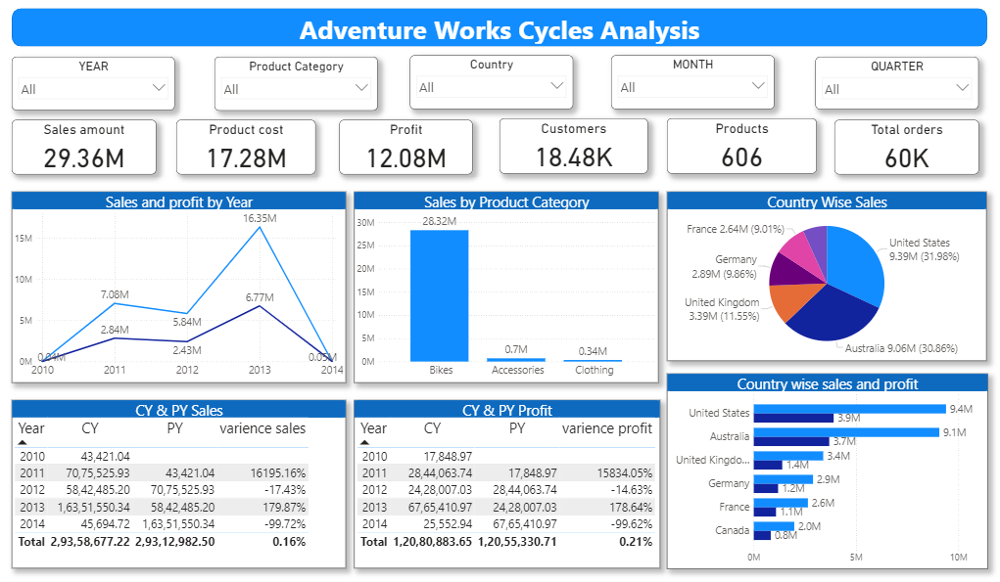 Adventure Works Cycles Analysis
YEAR
All
Product Category
All
Country
All
MONTH
All
QUARTER
All
Sales amount
29.36M
Product cost
17.28M
Profit
12.08M
Customers
18.48K
Products
606
Total orders
60K
Sales and profit by Year
15M
10M
5M
0M
16.35M
7.08M
5.84M
6.77M
2.84M
2.43M
0.04M
0.05M
2010 2011 2012 2013 2014
Sales by Product Category
30M
25M
20M
15M
10M
5M
0M
28.32M
0.7M
0.34M
Bikes Accessories Clothing
Country Wise Sales
France 2.64M (9.01%)
Germany
2.89M (9.86%)
United Kingdom
3.39M (11.55%)
United States
9.39M (31.98%)
Australia 9.06M (30.86%)
CY & PY Sales
Year CY PY varience sales
2010 43,421.04
2011 70,75,525.93 43,421.04 16195.16%
2012 58,42,485.20 70,75,525.93 -17.43%
2013 1,63,51,550.34 58,42,485.20 179.87%
2014 45,694.72 1,63,51,550.34 -99.72%
Total 2,93,58,677.22 2,93,12,982.50 0.16%
CY & PY Profit
Year CY PY varience profit
2010 17,848.97
2011 28,44,063.74 17,848.97 15834.05%
2012 24,28,007.03 28,44,063.74 -14.63%
2013 67,65,410.97 24,28,007.03 178.64%
2014 25,552.94 67,65,410.97 -99.62%
Total 1,20,80,883.65 1,20,55,330.71 0.21%
Country wise sales and profit
United States 9.4M
3.9M
Australia 9.1M
3.7M
United Kingdo... 3.4M
1.4M
Germany 2.9M
1.2M
France 2.6M
1.1M
Canada 2.0M
0.8M
0M 5M 10M